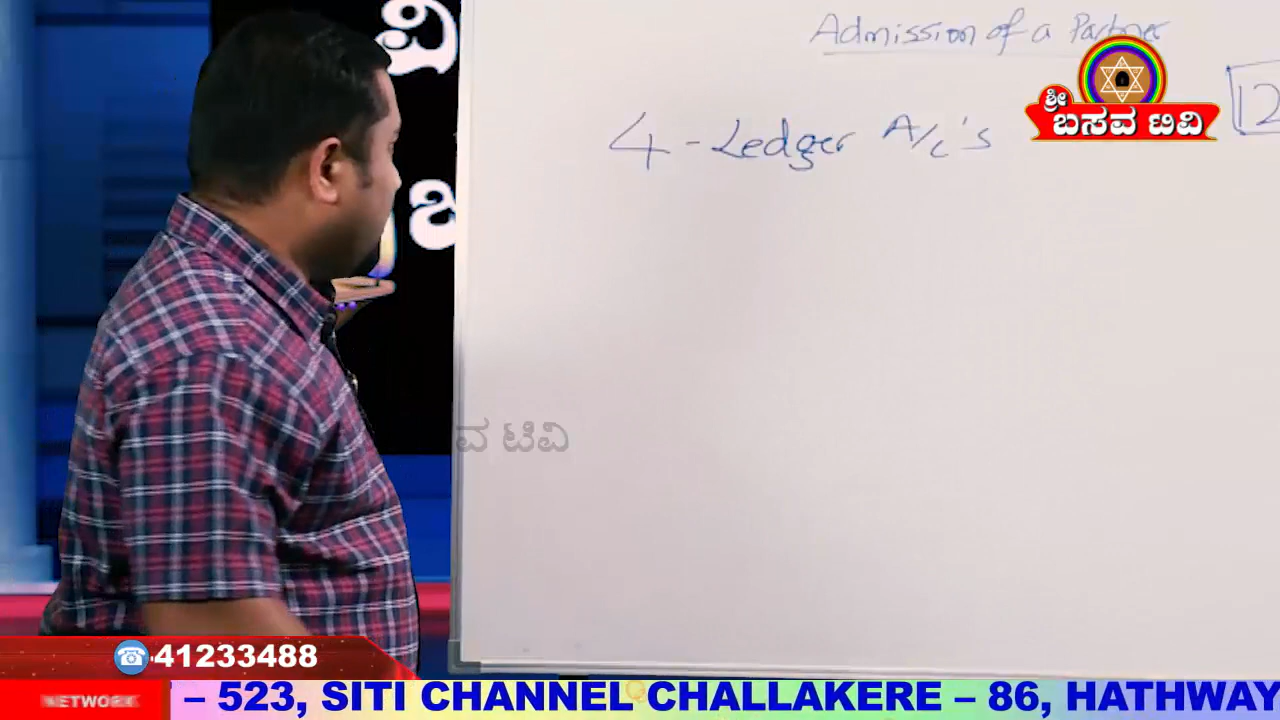 Admission of a Partner
12
4 - Ledger A/c's
ಶ್ರೀ
ಬಸವ ಟಿವಿ
ವಿ
ವ ಟಿವಿ
41233488
NETWORK – 523, SITI CHANNEL CHALLAKERE – 86, HATHWAY